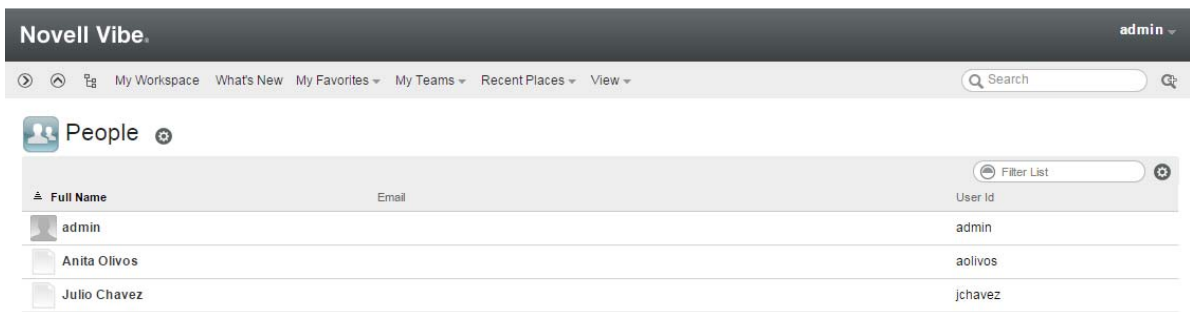 Novell Vibe.
admin
My Workspace What's New My Favorites My Teams Recent Places View Search
People
Filter List
Full Name Email User Id
admin admin
Anita Olivos aolivos
Julio Chavez jchavez